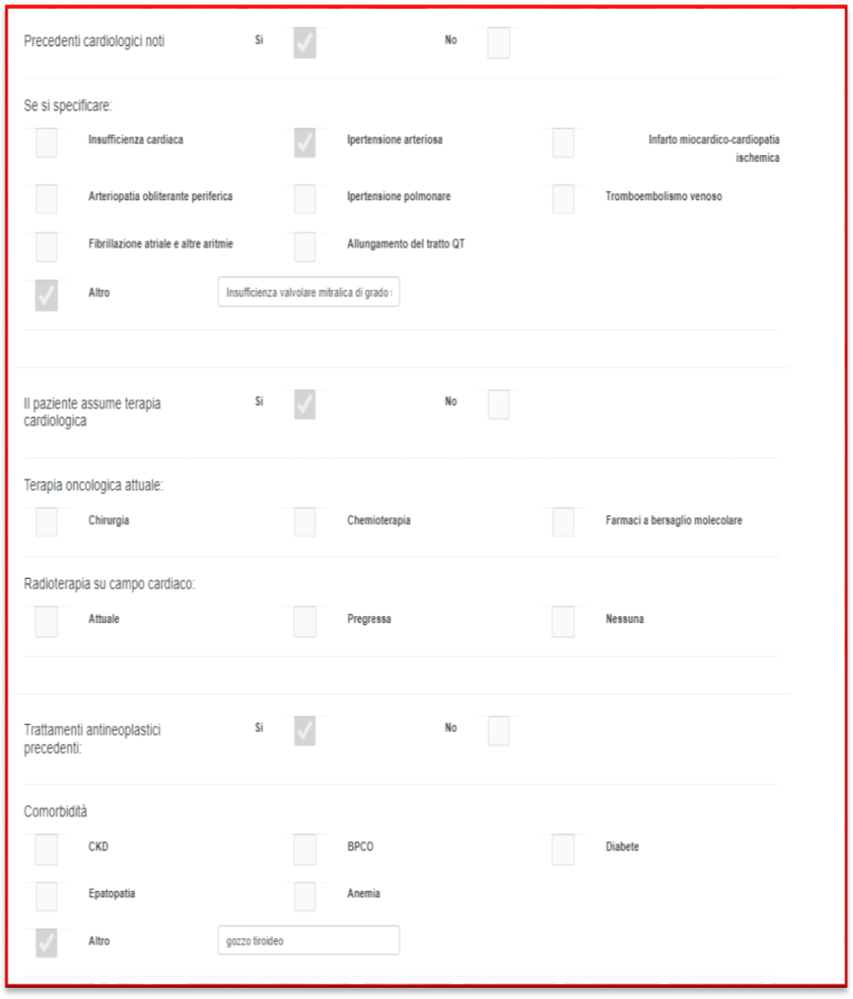 Precedenti cardiologici noti Si No
Se si specificare:
Insufficienza cardiaca Ipertensione arteriosa Infarto miocardico-cardiopatia
ischemica
Arteriopatia obliterante periferica Ipertensione polmonare Tromboembolismo venoso
Fibrillazione atriale e altre aritmie Allungamento del tratto QT
Altro Insufficienza valvolare mitralica di grado
Il paziente assume terapia Si No
cardiologica
Terapia oncologica attuale:
Chirurgia Chemioterapia Farmaci a bersaglio molecolare
Radioterapia su campo cardiaco:
Attuale Pregressa Nessuna
Trattamenti antineoplastici Si No
precedenti:
Comorbidità
CKD BPCO Diabete
Epatopatia Anemia
Altro gozzo tiroideo